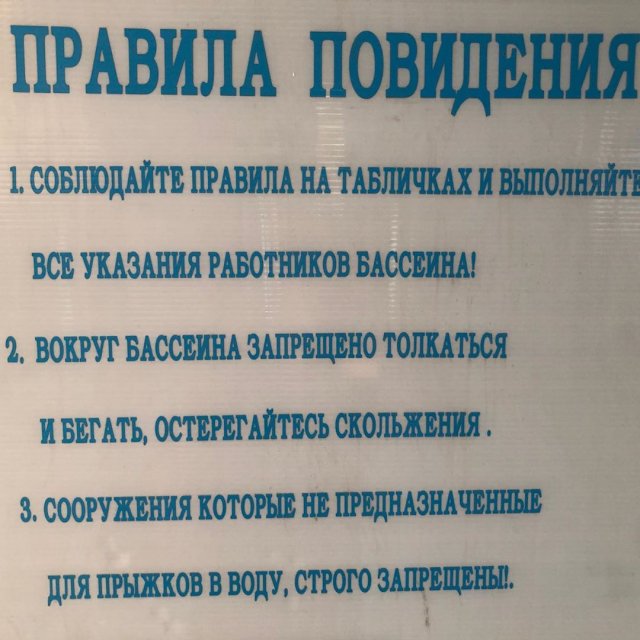 ПРАВИЛА ПОВИДЕНИЯ
1. СОБЛЮДАЙТЕ ПРАВИЛА НА ТАБЛИЧКАХ И ВЫПОЛНЯЙТЕ
ВСЕ УКАЗАНИЯ РАБОТНИКОВ БАССЕИНА!
2. ВОКРУГ БАССЕИНА ЗАПРЕЩЕНО ТОЛКАТЬСЯ
И БЕГАТЬ, ОСТЕРЕГАЙТЕСЬ СКОЛЬЖЕНИЯ .
3. СООРУЖЕНИЯ КОТОРЫЕ НЕ ПРЕДНАЗНАЧЕННЫЕ
ДЛЯ ПРЫЖКОВ В ВОДУ, СТРОГО ЗАПРЕЩЕНЫ!.